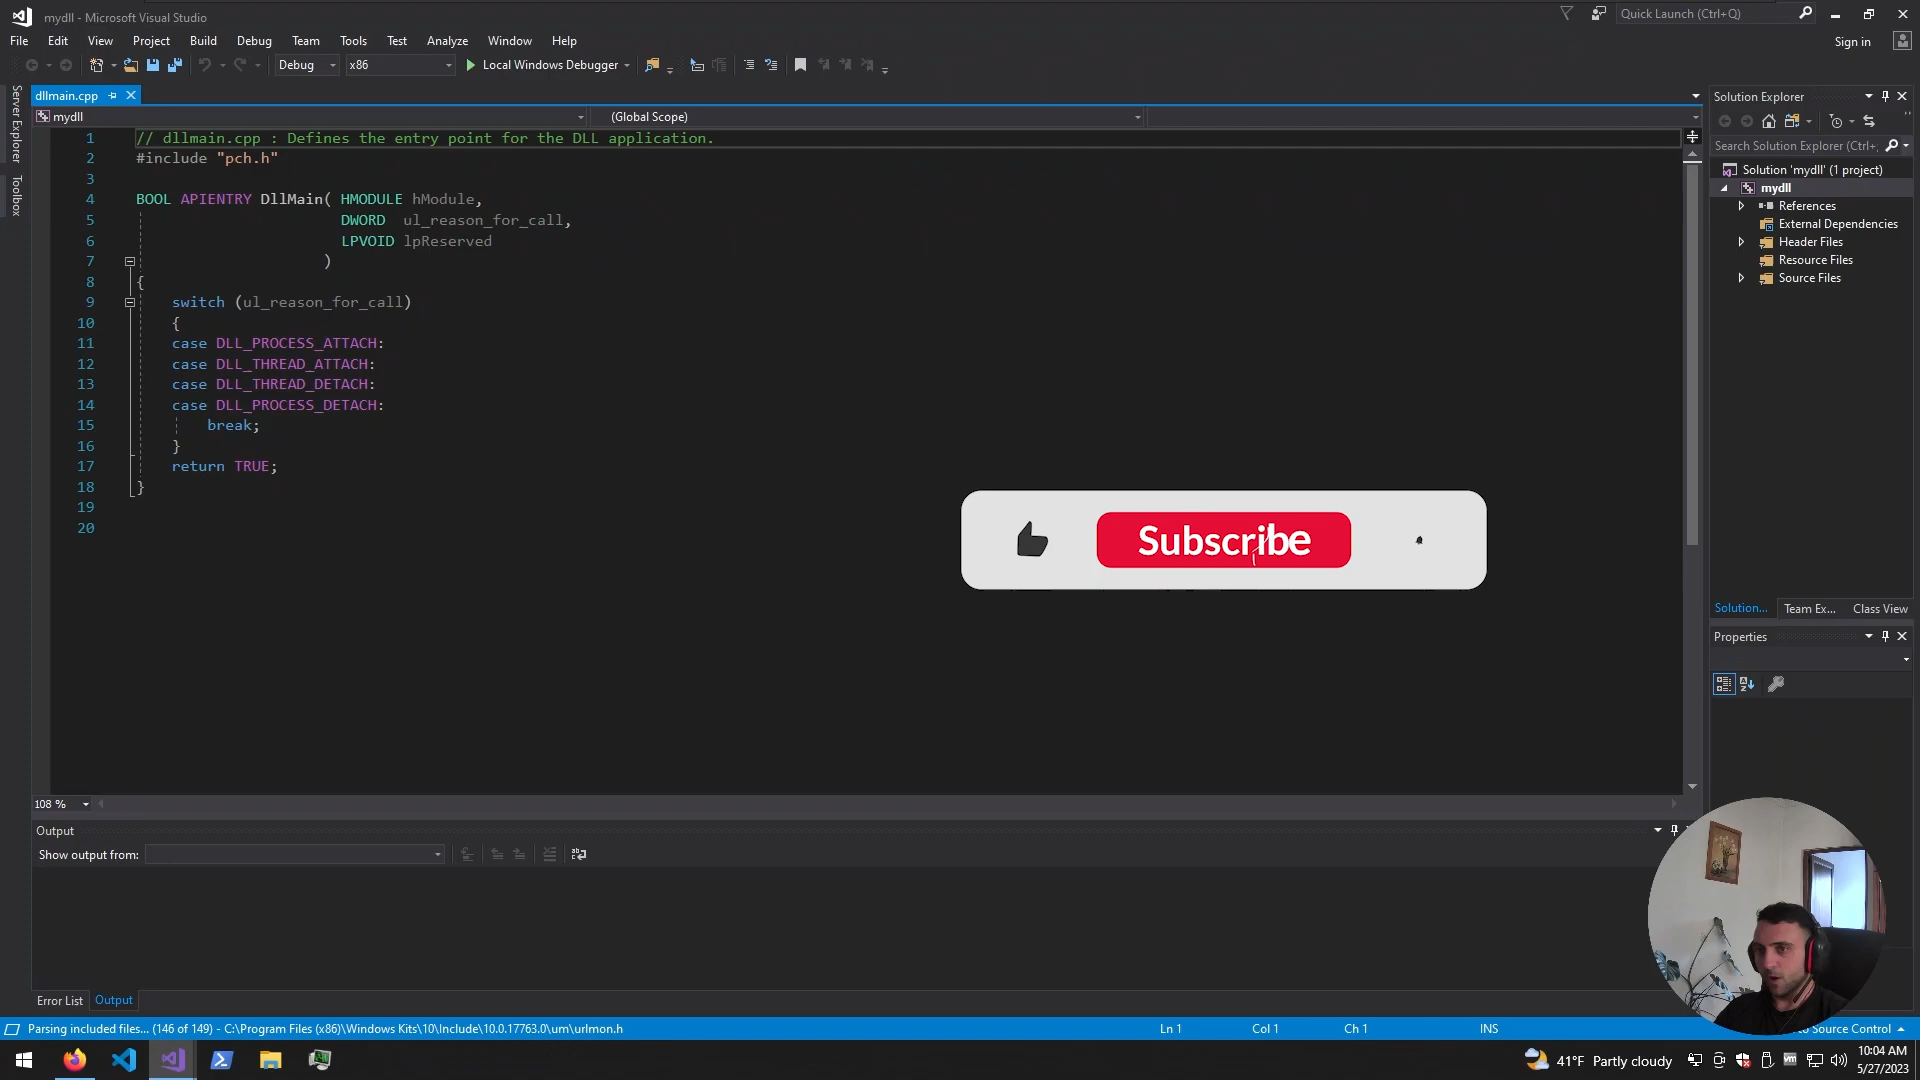 mydll - Microsoft Visual Studio
Quick Launch (Ctrl+Q)
File Edit View Project Build Debug Team Tools Test Analyze Window Help
Sign in
Debug x86 Local Windows Debugger
Server Explorer
Toolbox
dllmain.cpp
mydll (Global Scope)
1 // dllmain.cpp : Defines the entry point for the DLL application.
2 #include "pch.h"
3
4 BOOL APIENTRY DllMain( HMODULE hModule,
5 DWORD ul_reason_for_call,
6 LPVOID lpReserved
7 )
8 {
9 switch (ul_reason_for_call)
10 {
11 case DLL_PROCESS_ATTACH:
12 case DLL_THREAD_ATTACH:
13 case DLL_THREAD_DETACH:
14 case DLL_PROCESS_DETACH:
15 break;
16 }
17 return TRUE;
18 }
19
20
Subscribe
108 %
Output
Show output from:
Error List Output
Solution Explorer
Search Solution Explorer (Ctrl+;
Solution 'mydll' (1 project)
mydll
References
External Dependencies
Header Files
Resource Files
Source Files
Solution... Team Ex... Class View
Properties
Parsing included files... (146 of 149) - C:\Program Files (x86)\Windows Kits\10\Include\10.0.17763.0\um\urlmon.h
Ln 1 Col 1 Ch 1 INS
to Source Control
41°F Partly cloudy
10:04 AM
5/27/2023